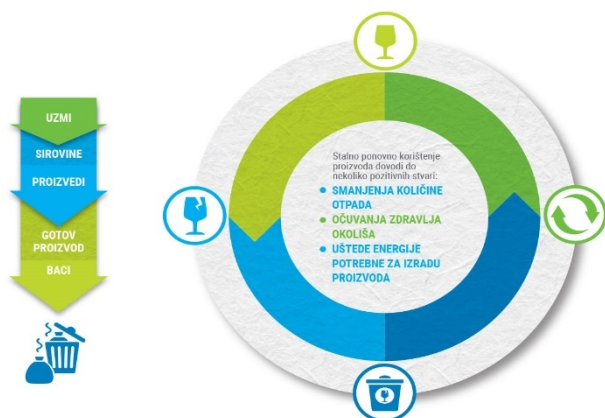 UZMI
SIROVINE
PROIZVEDI
GOTOV
PROIZVOD
BACI
Stalno ponovno korištenje
proizvoda dovodi do
nekoliko pozitivnih stvari:
SMANJENJA KOLIČINE
OTPADA
OČUVANJA ZDRAVLJA
OKOLIŠA
UŠTEDE ENERGIJE
POTREBNE ZA IZRADU
PROIZVODA